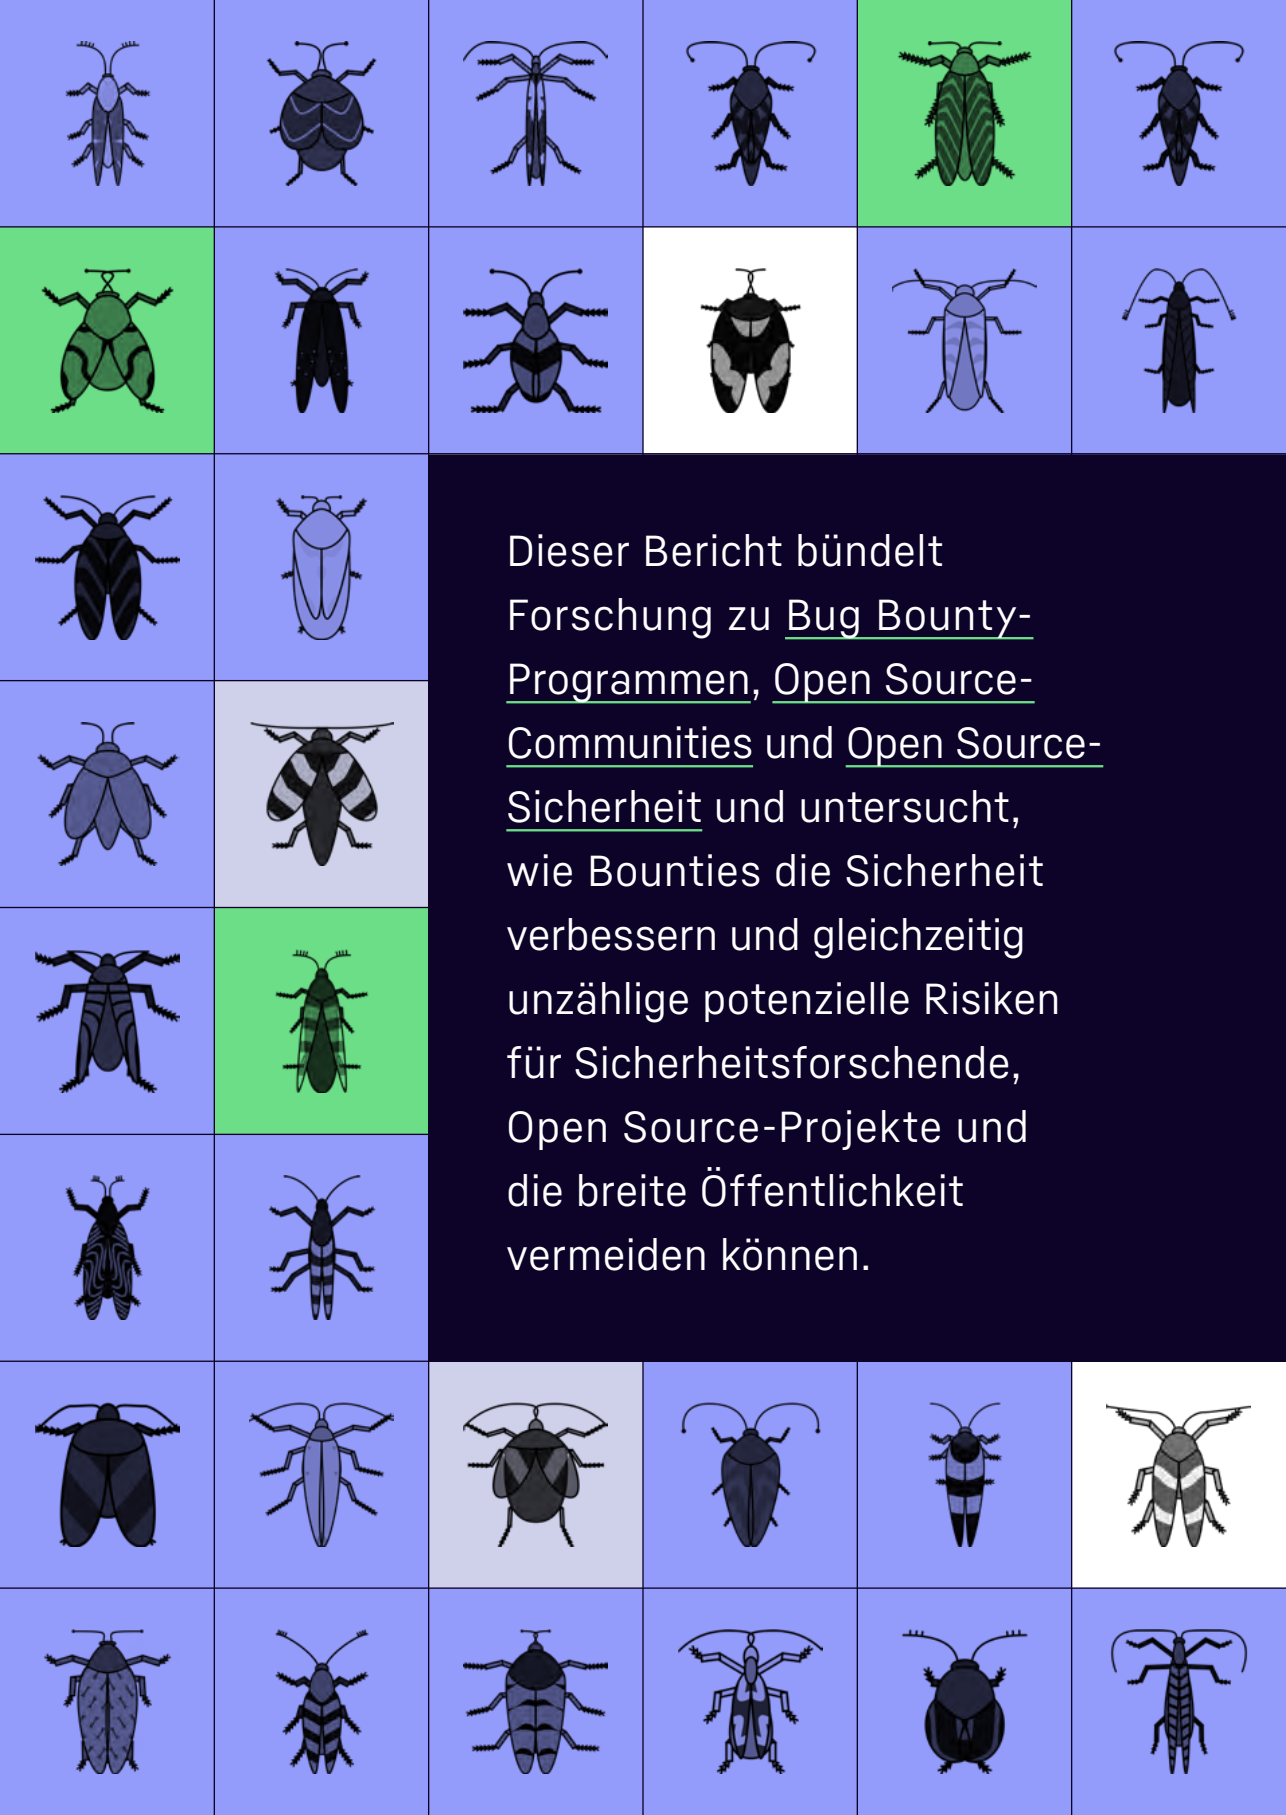 Dieser Bericht bündelt
Forschung zu Bug Bounty-
Programmen, Open Source-
Communities und Open Source-
Sicherheit und untersucht,
wie Bounties die Sicherheit
verbessern und gleichzeitig
unzählige potenzielle Risiken
für Sicherheitsforschende,
Open Source-Projekte und
die breite Öffentlichkeit
vermeiden können.